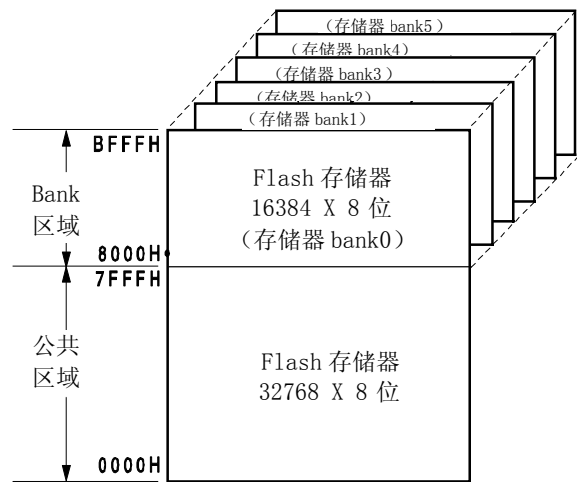 （存储器 bank5）
（存储器 bank4）
（存储器 bank3）
（存储器 bank2）
（存储器 bank1）
BFFFH
Flash 存储器
16384 X 8 位
（存储器 bank0）
Bank
区域
8000H
7FFFH
公共
区域
Flash 存储器
32768 X 8 位
0000H